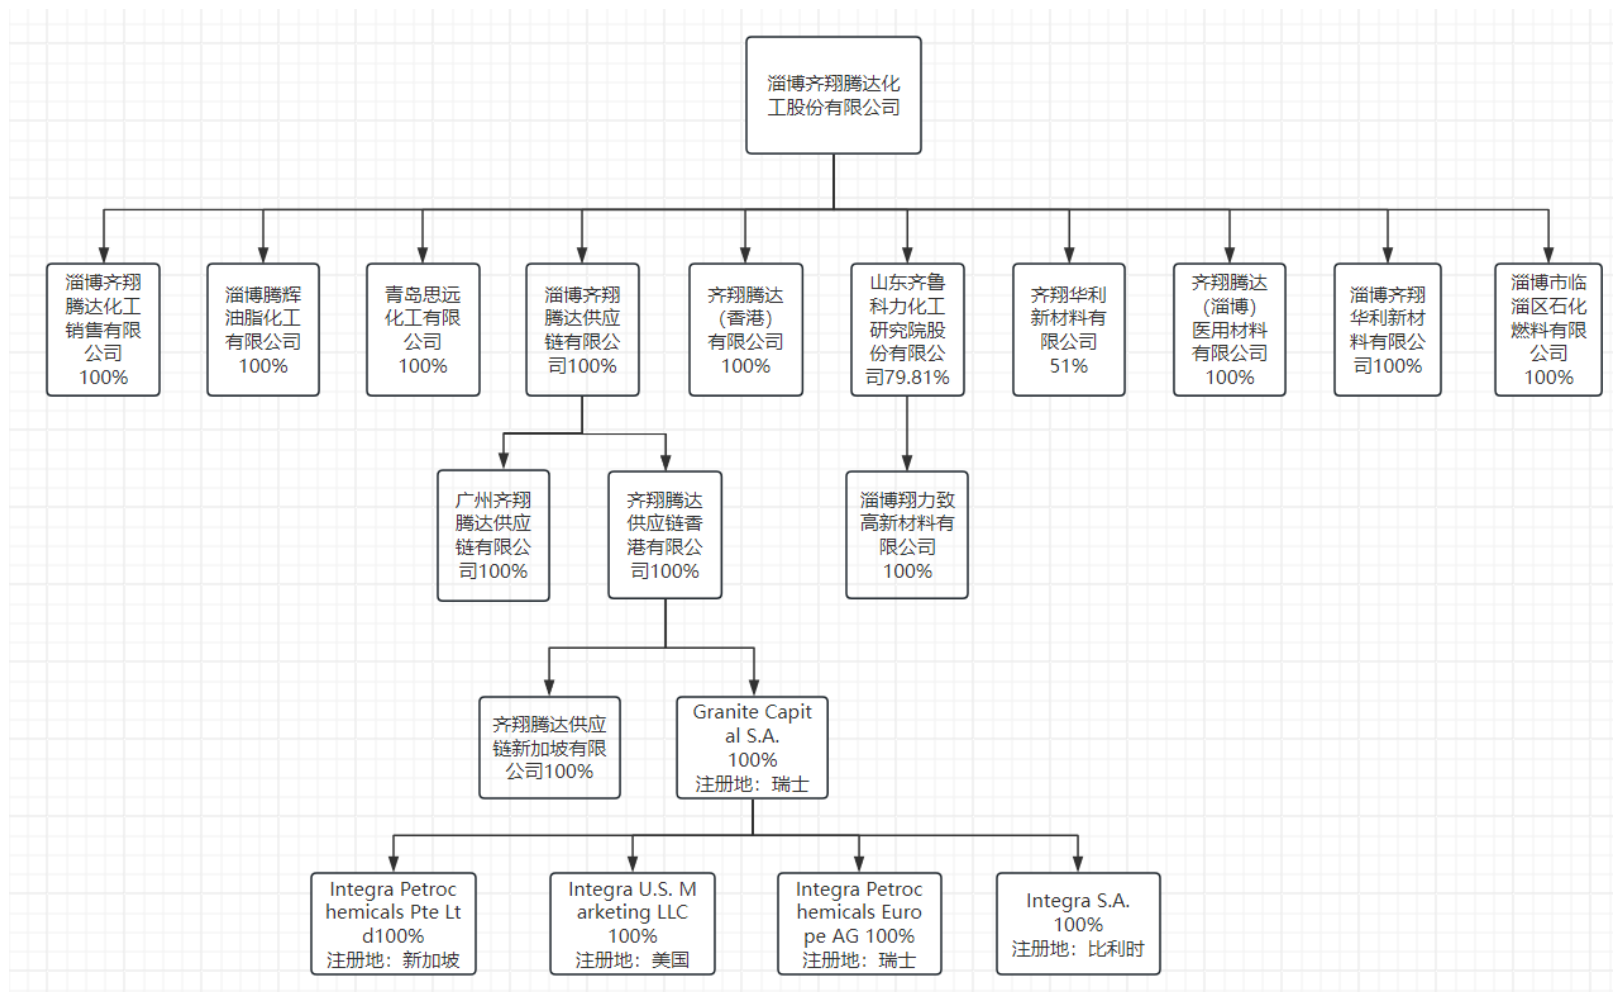 淄博齐翔腾达化
工股份有限公司
淄博齐翔
腾达化工
销售有限
公司
100%
淄博腾辉
油脂化工
有限公司
100%
青岛思远
化工有限
公司
100%
淄博齐翔
腾达供应
链有限公
司100%
齐翔腾达
（香港）
有限公司
100%
山东齐鲁
科力化工
研究院股
份有限公
司79.81%
齐翔华利
新材料有
限公司
51%
齐翔腾达
（淄博）
医用材料
有限公司
100%
淄博齐翔
华利新材
料有限公
司100%
淄博市临
淄区石化
燃料有限
公司
100%
广州齐翔
腾达供应
链有限公
司100%
齐翔腾达
供应链香
港有限公
司100%
淄博翔力致
高新材料有
限公司
100%
齐翔腾达供应
链新加坡有限
公司100%
Granite Capit
al S.A.
100%
注册地：瑞士
Integra Petroc
hemicals Pte Lt
d100%
注册地：新加坡
Integra U.S. M
arketing LLC
100%
注册地：美国
Integra Petroc
hemicals Euro
pe AG 100%
注册地：瑞士
Integra S.A.
100%
注册地：比利时